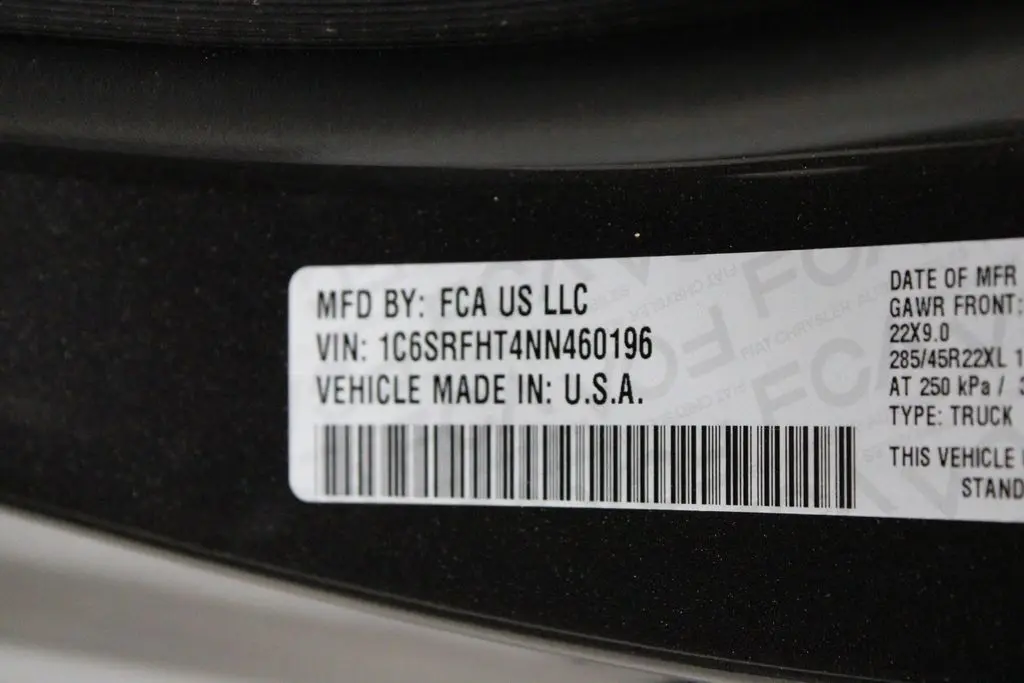 MFD BY: FCA US LLC
VIN: 1C6SRFHT4NN460196
VEHICLE MADE IN: U.S.A.
DATE OF MFR
GAWR FRONT:
22X9.0
285/45R22XL
AT 250 kPa /
TYPE: TRUCK
THIS VEHICLE
STAND